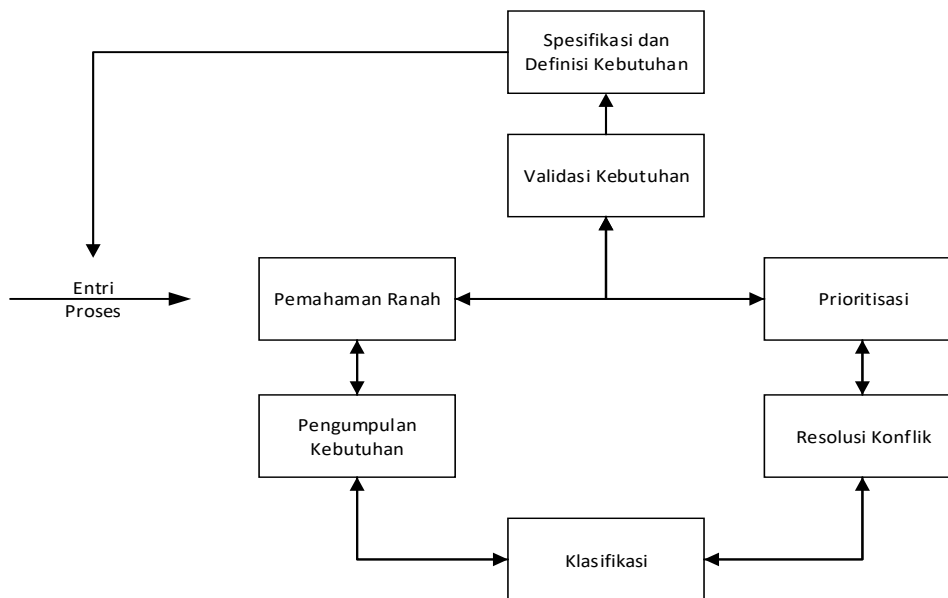 Spesifikasi dan
Definisi Kebutuhan
Validasi Kebutuhan
Entri
Proses
Pemahaman Ranah
Prioritisasi
Pengumpulan
Kebutuhan
Resolusi Konflik
Klasifikasi